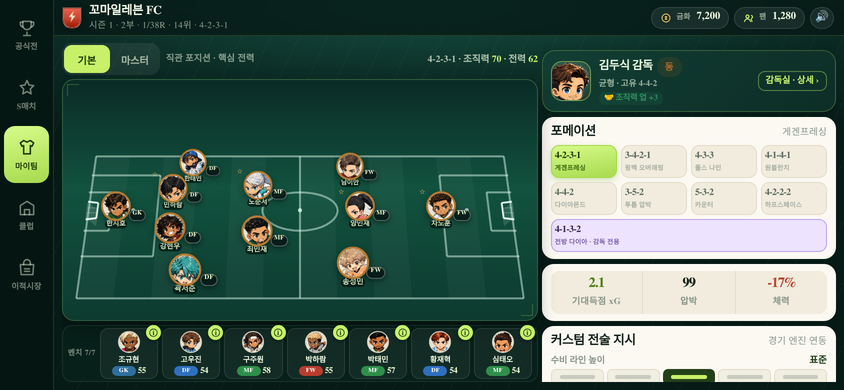 꼬마일레븐 FC
시즌 1 · 2부 · 1/38R · 14위 · 4-2-3-1
금화 7,200
팬 1,280
공식전
S매치
마이팀
클럽
이적시장
기본
마스터
직관 포지션 · 핵심 전력
4-2-3-1 · 조직력 70 · 전력 62
DF
한태민
DF
민하람
GK
한시호
DF
강현우
DF
곽서준
MF
노준서
MF
최민재
FW
남이안
MF
양민재
FW
송성민
FW
차도훈
벤치 7/7
조규현
GK 55
고우진
DF 54
구주원
MF 58
박하람
FW 55
박태민
MF 57
황재혁
DF 54
심태오
MF 54
김두식 감독
동
균형 · 고유 4-4-2
조직력 업 +3
감독실 · 상세 ›
포메이션
게겐프레싱
4-2-3-1
게겐프레싱
3-4-2-1
윙백 오버래핑
4-3-3
폴스 나인
4-1-4-1
원볼란치
4-4-2
다이아몬드
3-5-2
투톱 압박
5-3-2
카운터
4-2-2-2
하프스페이스
4-1-3-2
전방 다이아 · 감독 전용
2.1
기대득점 xG
99
압박
-17%
체력
커스텀 전술 지시
경기 엔진 연동
수비 라인 높이
표준